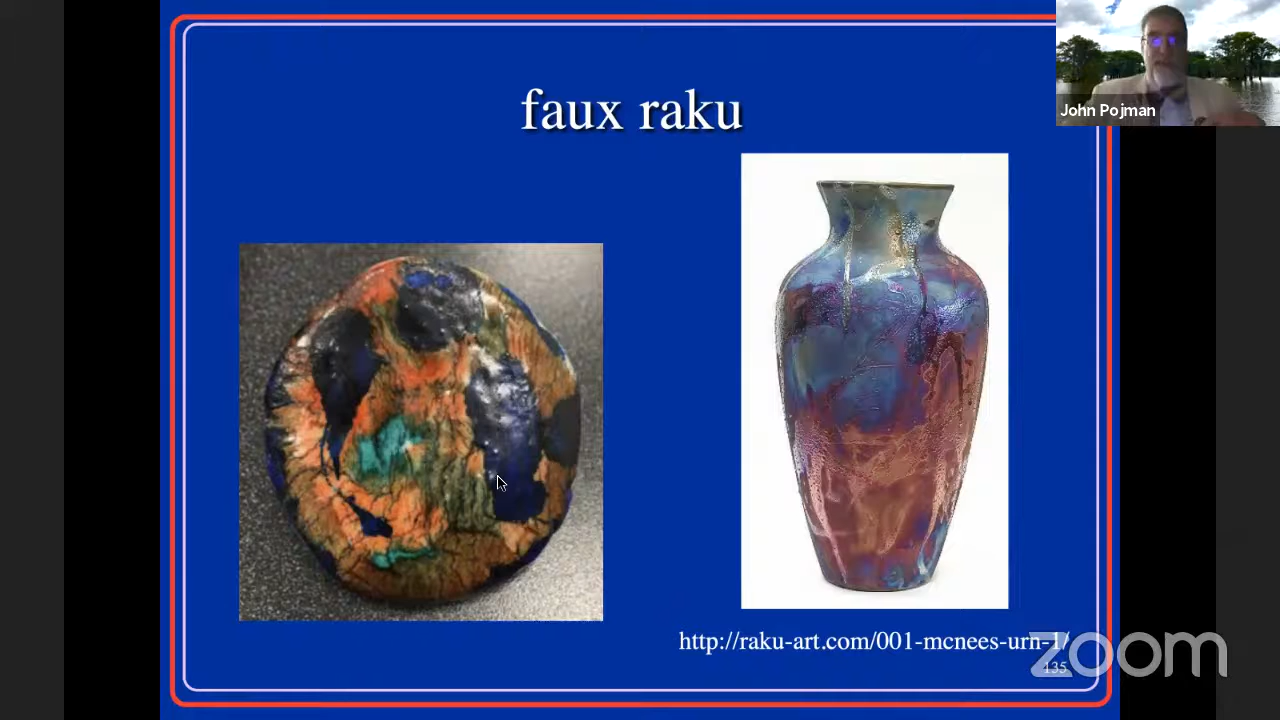 faux raku
John Pojman
http://raku-art.com/001-mcnees-urn-1/
135
zoom